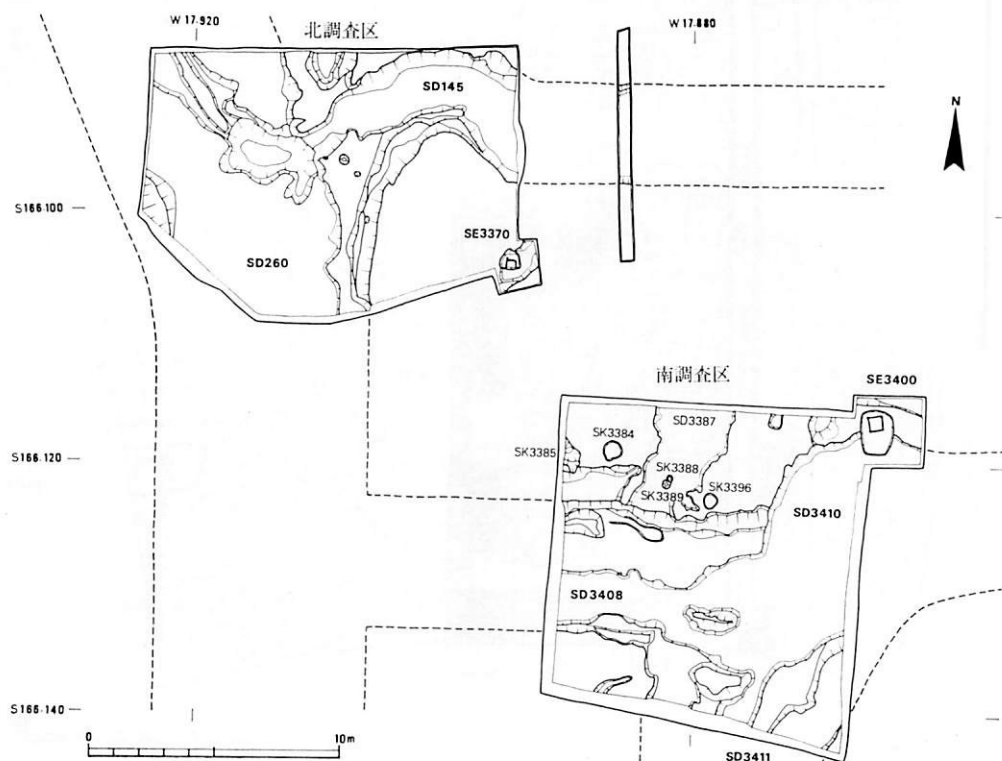 W 17.920
北調査区
W 17.880
SD145
N
S166.100
SE3370
SD260
南調査区
SE3400
SK3384
SD3387
S166.120
SK3385
SK3388
SK3389
SK3396
SD3410
SD3408
S166.140
0
10m
SD3411